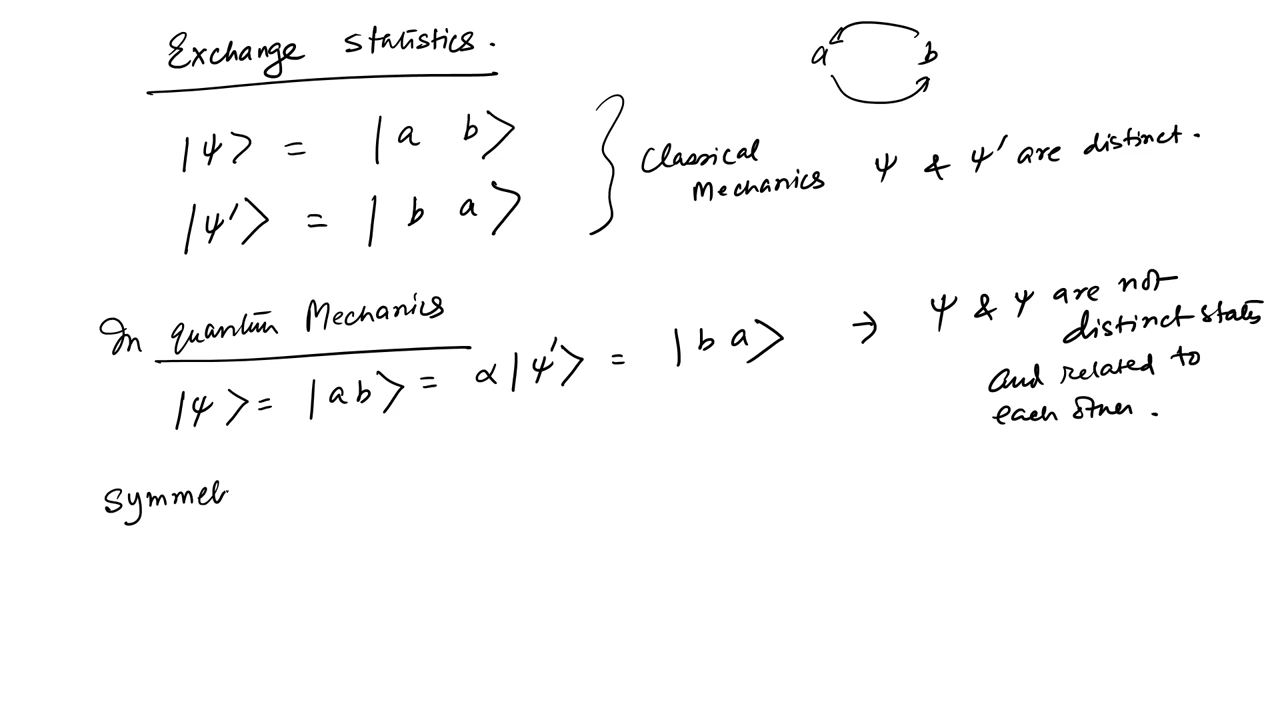 Exchange statistics.
a b
|ψ> = |a b>
|ψ'> = |b a>
Classical
Mechanics ψ & ψ' are distinct.
In quantum Mechanics
|ψ> = |ab> = α|ψ'> = |b a> → ψ & ψ are not
distinct states
and related to
each other.
symmet